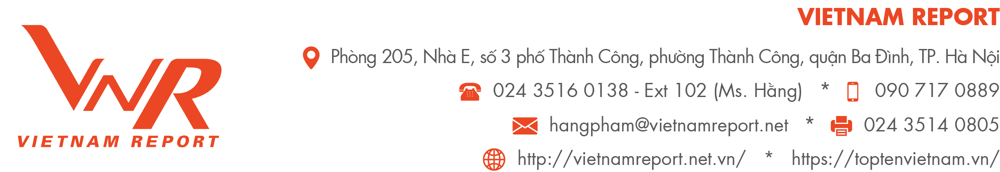 VNR
VIETNAM REPORT
VIETNAM REPORT
Phòng 205, Nhà E, số 3 phố Thành Công, phường Thành Công, quận Ba Đình, TP. Hà Nội
024 3516 0138 - Ext 102 (Ms. Hằng) * 090 717 0889
hangpham@vietnamreport.net * 024 3514 0805
http://vietnamreport.net.vn/ * https://toptenvietnam.vn/